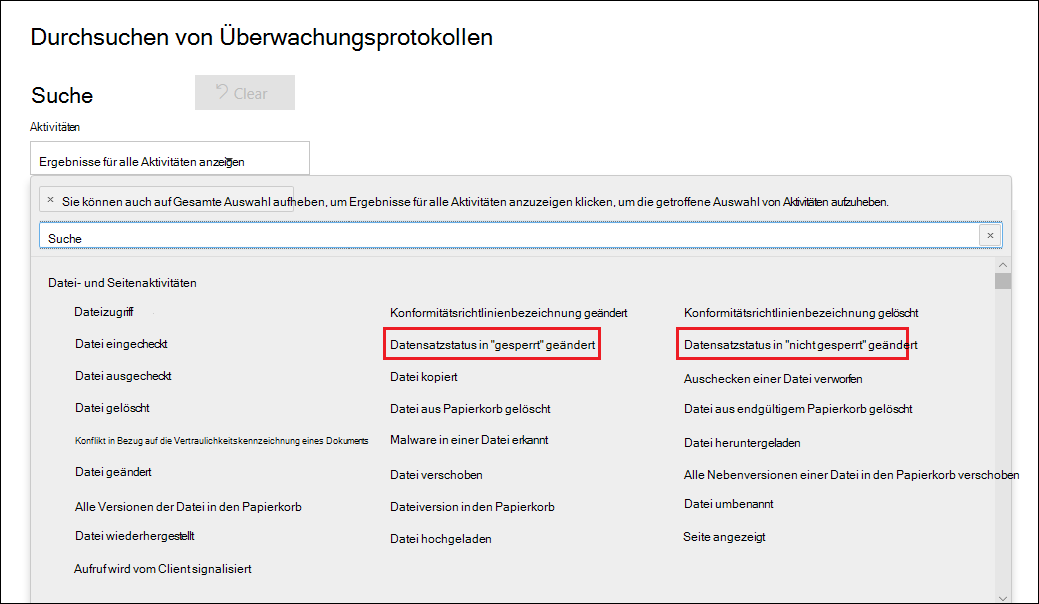 Durchsuchen von Überwachungsprotokollen
Suche
Clear
Aktivitäten
Ergebnisse für alle Aktivitäten anzeigen
× Sie können auch auf Gesamte Auswahl aufheben, um Ergebnisse für alle Aktivitäten anzuzeigen klicken, um die getroffene Auswahl von Aktivitäten aufzuheben.
Suche ×
Datei- und Seitenaktivitäten
Dateizugriff Konformitätsrichtlinienbezeichnung geändert Konformitätsrichtlinienbezeichnung gelöscht
Datei eingecheckt Datensatzstatus in "gesperrt" geändert Datensatzstatus in "nicht gesperrt" geändert
Datei ausgecheckt Datei kopiert Auschecken einer Datei verworfen
Datei gelöscht Datei aus Papierkorb gelöscht Datei aus endgültigem Papierkorb gelöscht
Konflikt in Bezug auf die Vertraulichkeitskennzeichnung eines Dokuments Malware in einer Datei erkannt Datei heruntergeladen
Datei geändert Datei verschoben Alle Nebenversionen einer Datei in den Papierkorb verschoben
Alle Versionen der Datei in den Papierkorb Dateiversion in den Papierkorb Datei umbenannt
Datei wiederhergestellt Datei hochgeladen Seite angezeigt
Aufruf wird vom Client signalisiert